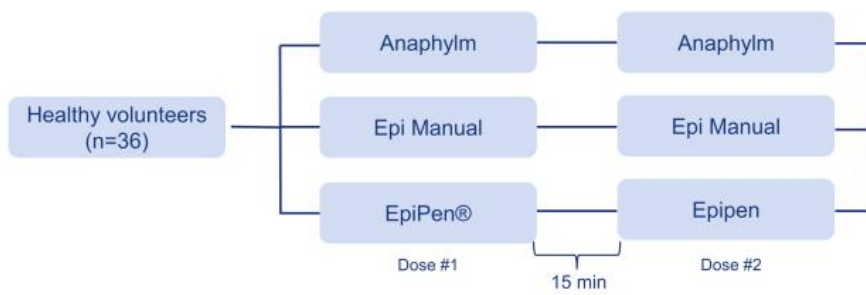 Healthy volunteers
(n=36)
Anaphylm
Anaphylm
Epi Manual
Epi Manual
EpiPen®
Epipen
Dose #1
15 min
Dose #2